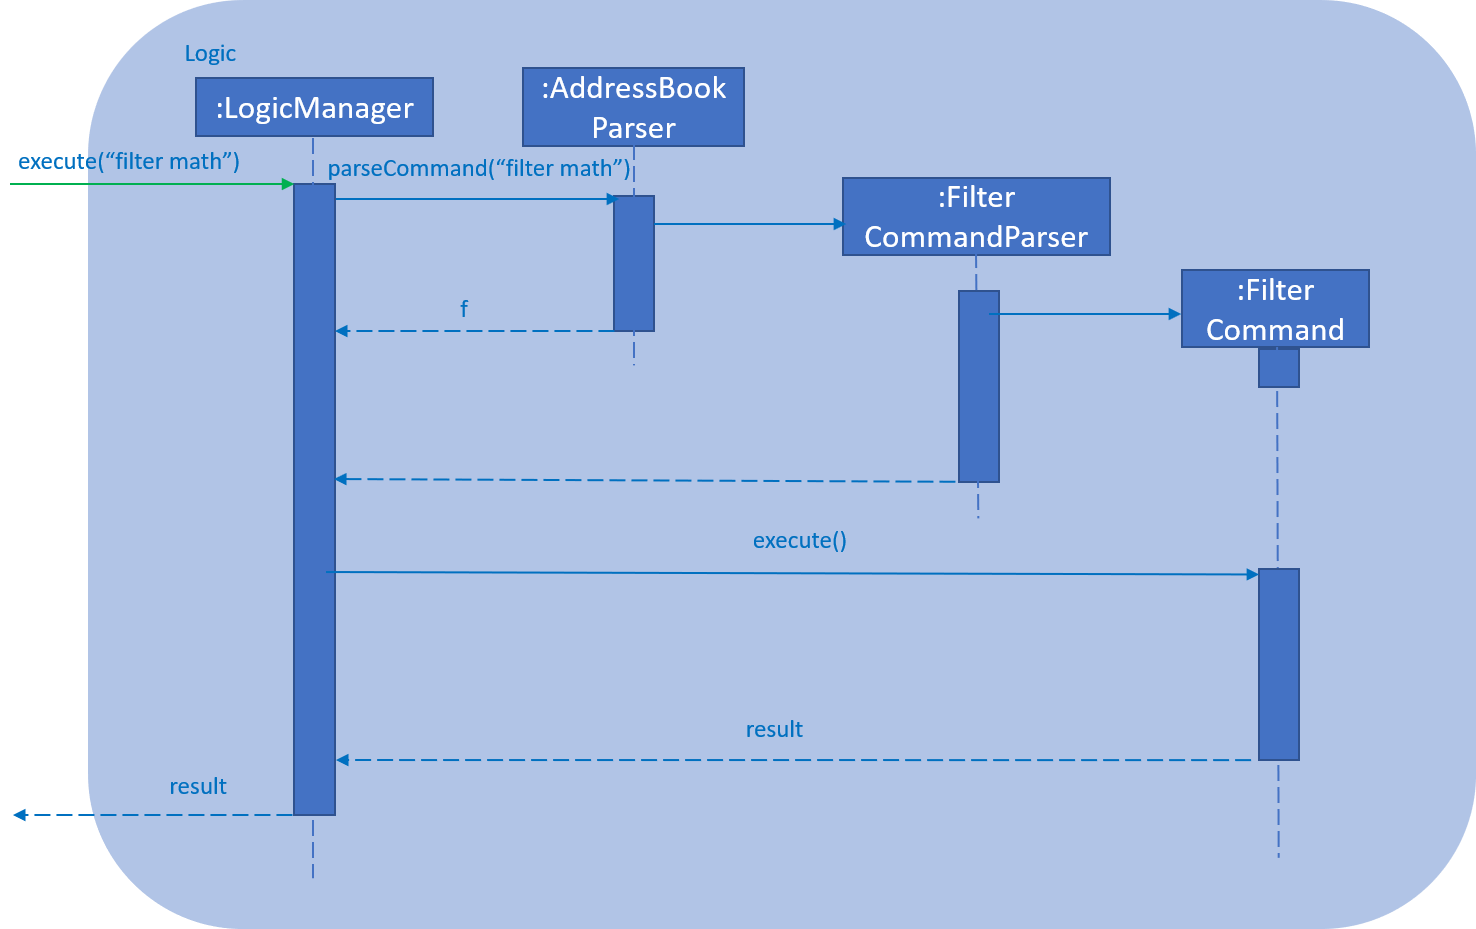 Logic
:LogicManager
:AddressBook
Parser
execute(“filter math”)
parseCommand(“filter math”)
:Filter
CommandParser
:Filter
Command
f
execute()
result
result